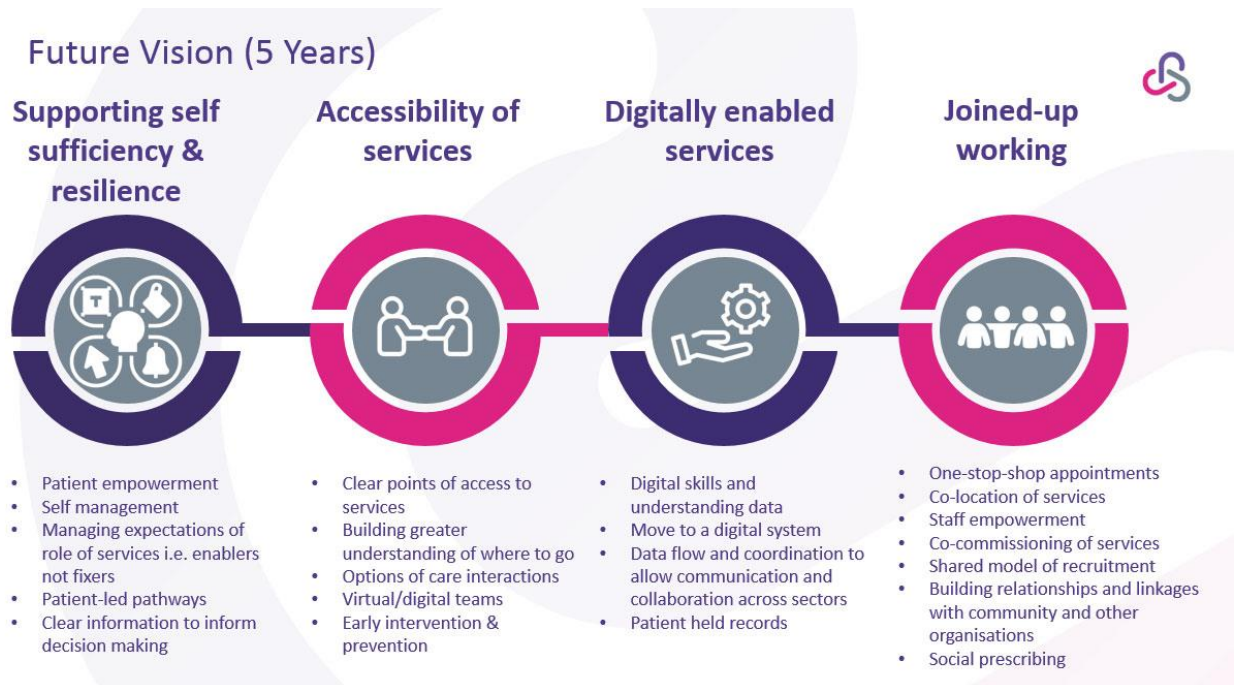 Future Vision (5 Years)
Supporting self
sufficiency &
resilience
Accessibility of
services
Digitally enabled
services
Joined-up
working
T
• Patient empowerment
• Self management
• Managing expectations of
role of services i.e. enablers
not fixers
• Patient-led pathways
• Clear information to inform
decision making
• Clear points of access to
services
• Building greater
understanding of where to go
• Options of care interactions
• Virtual/digital teams
• Early intervention &
prevention
• Digital skills and
understanding data
• Move to a digital system
• Data flow and coordination to
allow communication and
collaboration across sectors
• Patient held records
• One-stop-shop appointments
• Co-location of services
• Staff empowerment
• Co-commissioning of services
• Shared model of recruitment
• Building relationships and linkages
with community and other
organisations
• Social prescribing